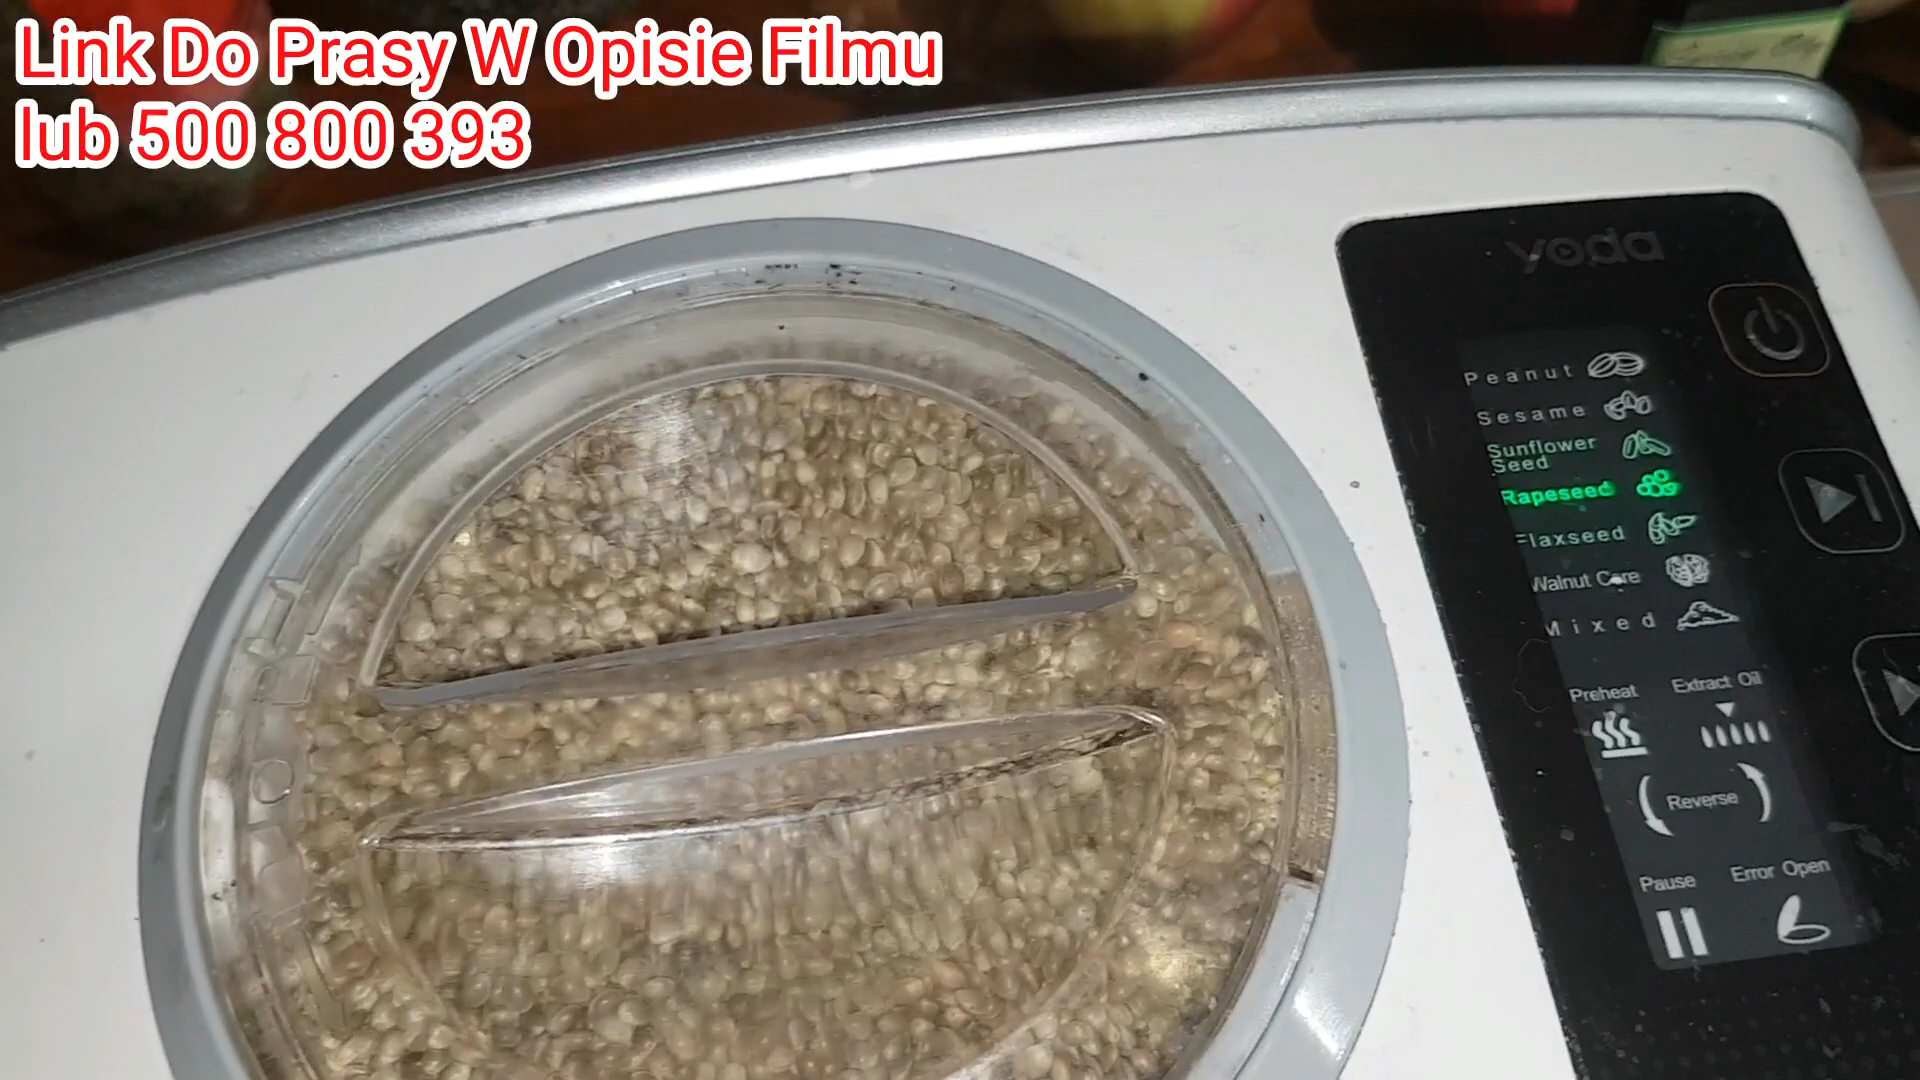 Link Do Prasy W Opisie Filmu
lub 500 800 393
yoda
Peanut
Sesame
Sunflower
Seed
Rapeseed
Flaxseed
Walnut Core
Mixed
Preheat Extract Oil
Reverse
Pause Error Open